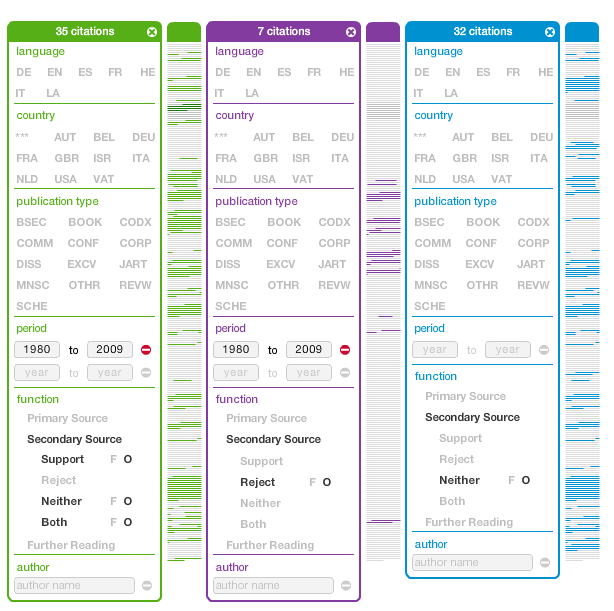 35 citations
language
DE EN ES FR HE
IT LA
country
*** AUT BEL DEU
FRA GBR ISR ITA
NLD USA VAT
publication type
BSEC BOOK CODX
COMM CONF CORP
DISS EXCV JART
MNSC OTHR REVW
SCHE
period
1980 to 2009
year to year
function
Primary Source
Secondary Source
Support F O
Reject
Neither F O
Both F O
Further Reading
author
author name
7 citations
language
DE EN ES FR HE
IT LA
country
*** AUT BEL DEU
FRA GBR ISR ITA
NLD USA VAT
publication type
BSEC BOOK CODX
COMM CONF CORP
DISS EXCV JART
MNSC OTHR REVW
SCHE
period
1980 to 2009
year to year
function
Primary Source
Secondary Source
Support
Reject F O
Neither
Both
Further Reading
author
author name
32 citations
language
DE EN ES FR HE
IT LA
country
*** AUT BEL DEU
FRA GBR ISR ITA
NLD USA VAT
publication type
BSEC BOOK CODX
COMM CONF CORP
DISS EXCV JART
MNSC OTHR REVW
SCHE
period
year to year
function
Primary Source
Secondary Source
Support
Reject
Neither F O
Both
Further Reading
author
author name